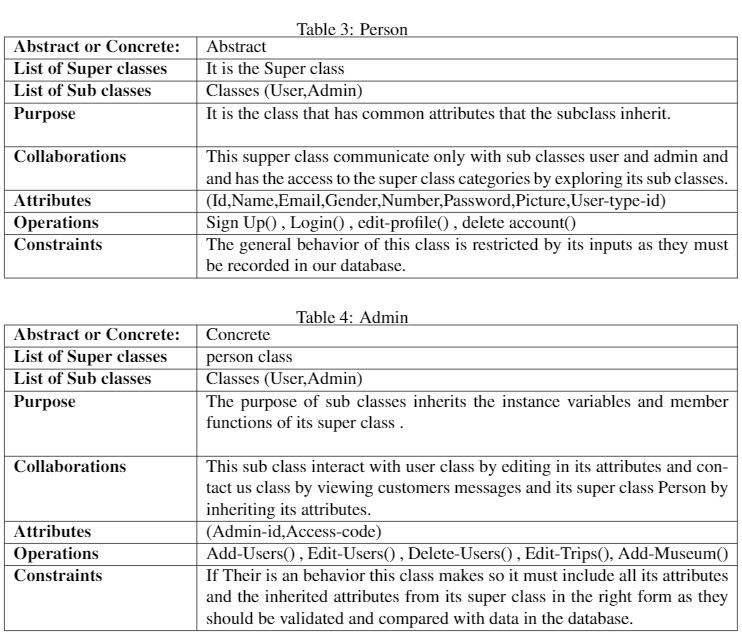 Table 3: Person
Abstract or Concrete: Abstract
List of Super classes It is the Super class
List of Sub classes Classes (User,Admin)
Purpose It is the class that has common attributes that the subclass inherit.
Collaborations This supper class communicate only with sub classes user and admin and
and has the access to the super class categories by exploring its sub classes.
Attributes (Id,Name,Email,Gender,Number,Password,Picture,User-type-id)
Operations Sign Up() , Login() , edit-profile() , delete account()
Constraints The general behavior of this class is restricted by its inputs as they must
be recorded in our database.
Table 4: Admin
Abstract or Concrete: Concrete
List of Super classes person class
List of Sub classes Classes (User,Admin)
Purpose The purpose of sub classes inherits the instance variables and member
functions of its super class .
Collaborations This sub class interact with user class by editing in its attributes and con-
tact us class by viewing customers messages and its super class Person by
inheriting its attributes.
Attributes (Admin-id,Access-code)
Operations Add-Users() , Edit-Users() , Delete-Users() , Edit-Trips(), Add-Museum()
Constraints If Their is an behavior this class makes so it must include all its attributes
and the inherited attributes from its super class in the right form as they
should be validated and compared with data in the database.